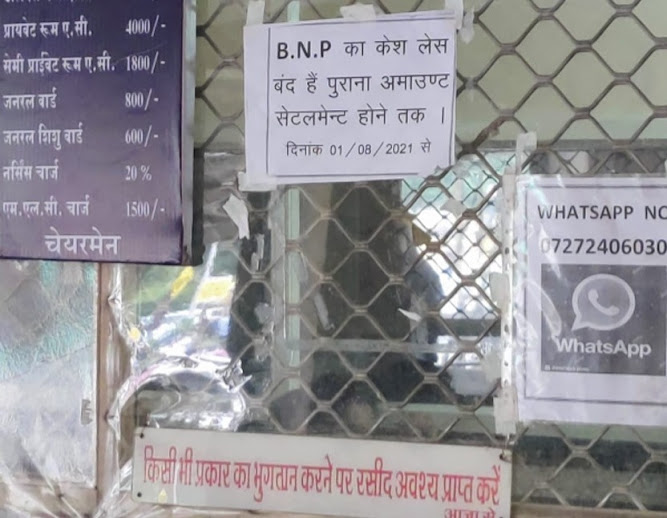 प्रायवेट रूम ए.सी. 4000/-
सेमी प्राईवेट रूम ए.सी. 1800/-
जनरल वार्ड 800/-
जनरल शिशु वार्ड 600/-
नर्सिंग चार्ज 20 %
एम.एल.सी. चार्ज 1500/-
चेयरमेन
B.N.P का केश लेस
बंद हैं पुराना अमाउण्ट
सेटलमेन्ट होने तक ।
दिनांक 01/08/2021 से
WHATSAPP NO
07272406030
WhatsApp
किसी भी प्रकार का भुगतान करने पर रसीद अवश्य प्राप्त करें
आज्ञा से